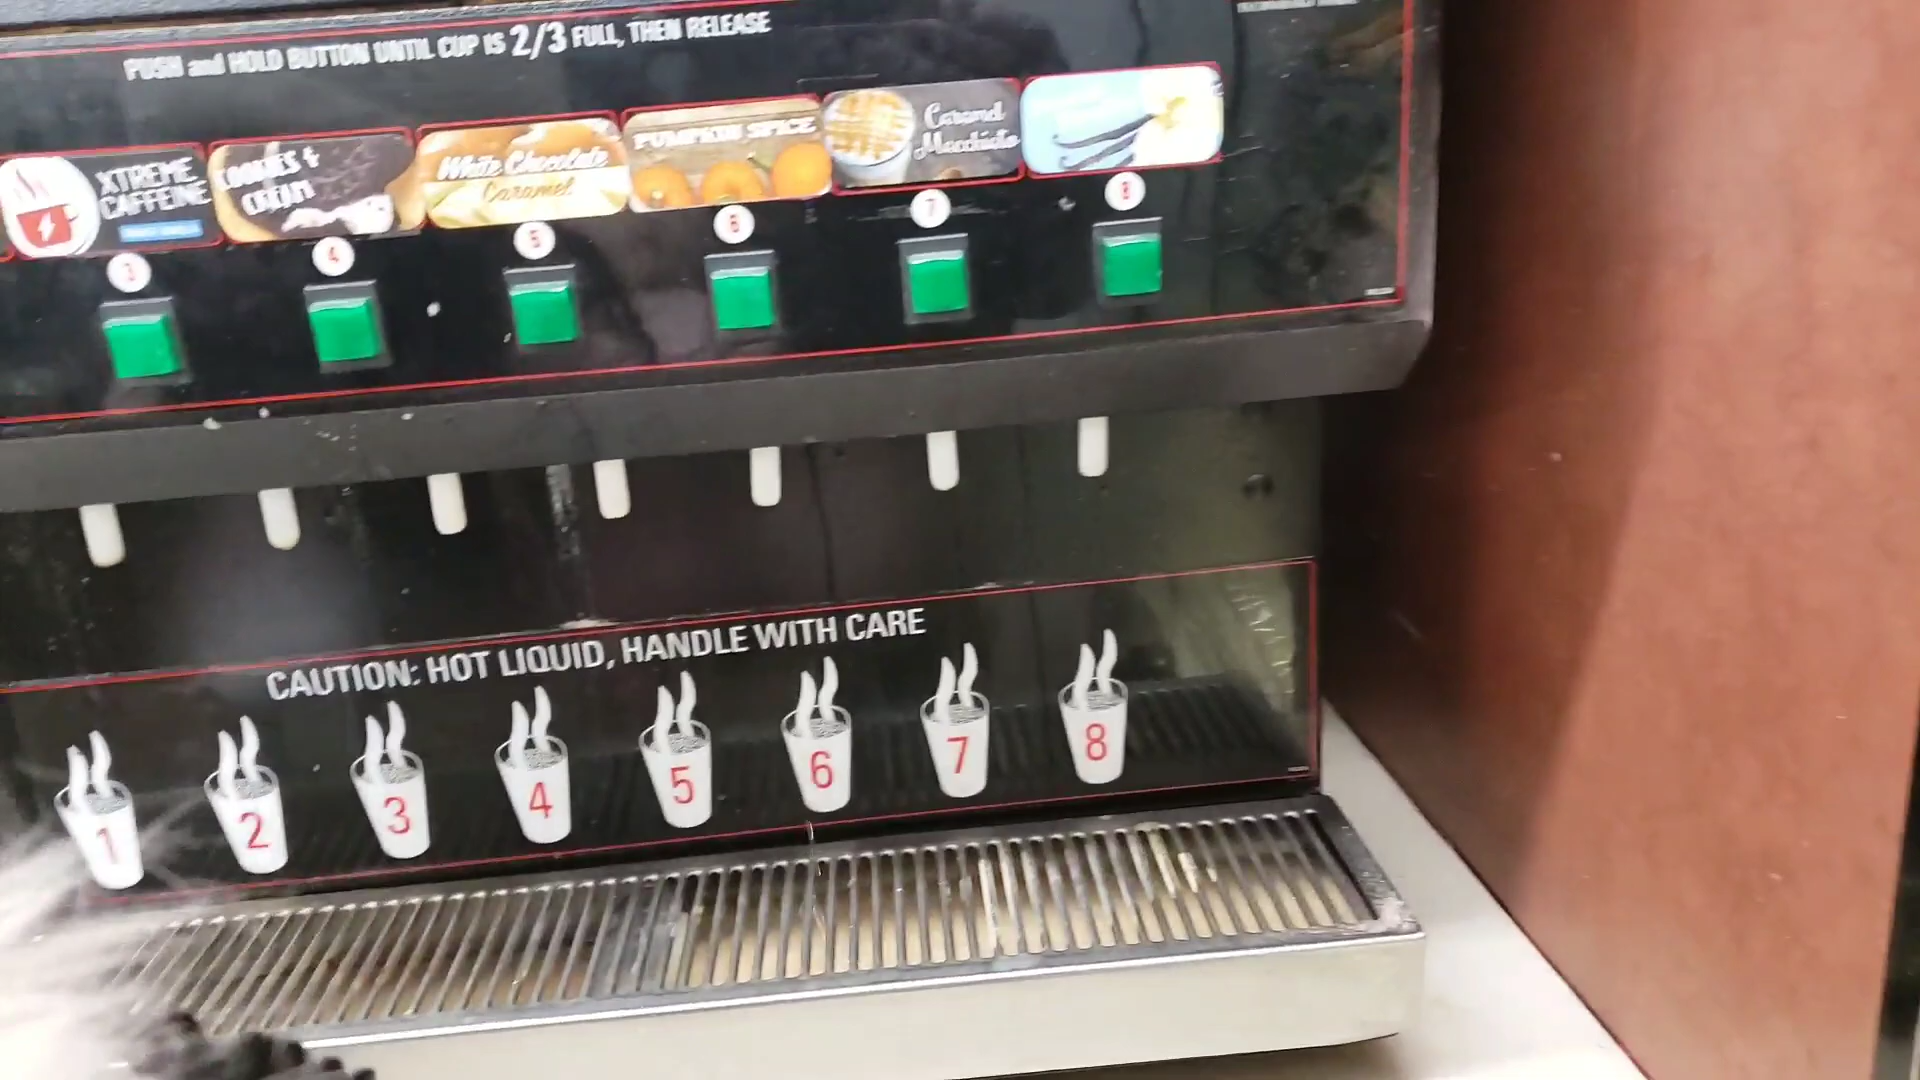 PUSH and HOLD BUTTON UNTIL CUP IS 2/3 FULL, THEN RELEASE
XTREME
CAFFEINE
COOKIES &
CREAM
White Chocolate
Caramel
PUMPKIN SPICE
Caramel
Macchiato
3
4
5
6
7
8
CAUTION: HOT LIQUID, HANDLE WITH CARE
1
2
3
4
5
6
7
8